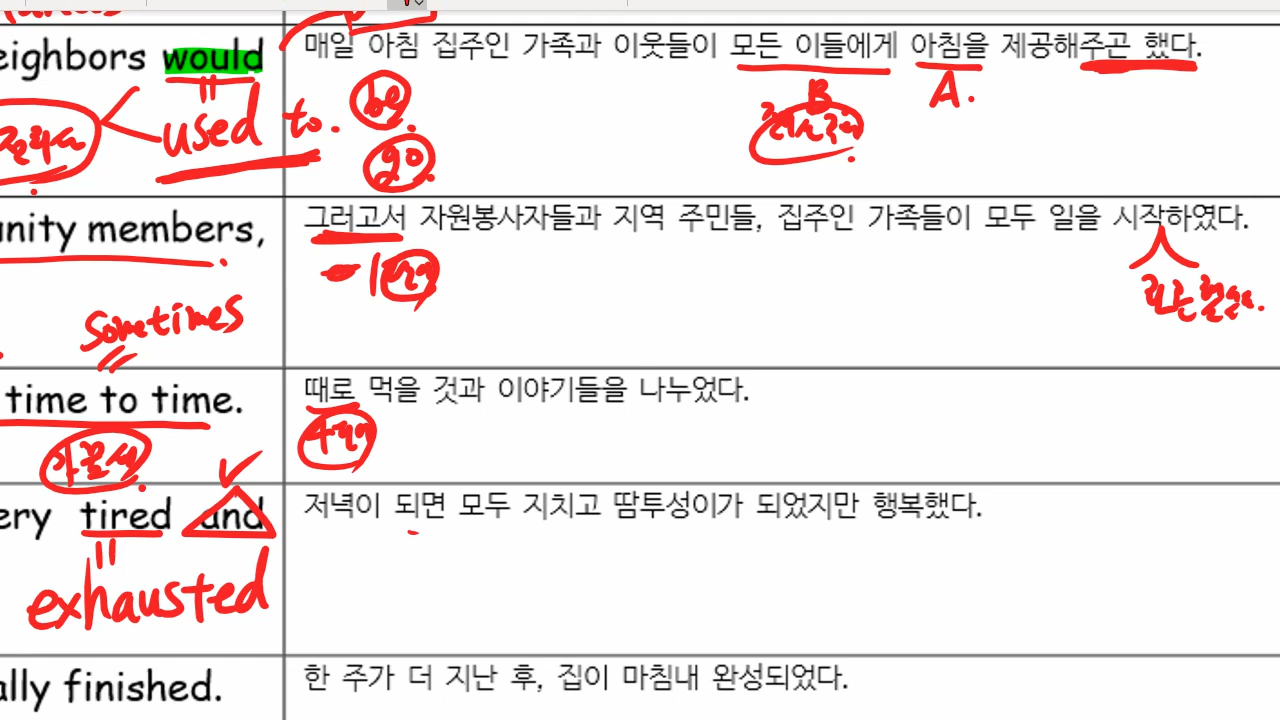 eighbors would
매일 아침 집주인 가족과 이웃들이 모든 이들에게 아침을 제공해주곤 했다.
used to.
be
go
B
A.
unity members,
그러고서 자원봉사자들과 지역 주민들, 집주인 가족들이 모두 일을 시작하였다.
sometimes
time to time.
때로 먹을 것과 이야기들을 나누었다.
ery tired and
저녁이 되면 모두 지치고 땀투성이가 되었지만 행복했다.
exhausted
ally finished.
한 주가 더 지난 후, 집이 마침내 완성되었다.